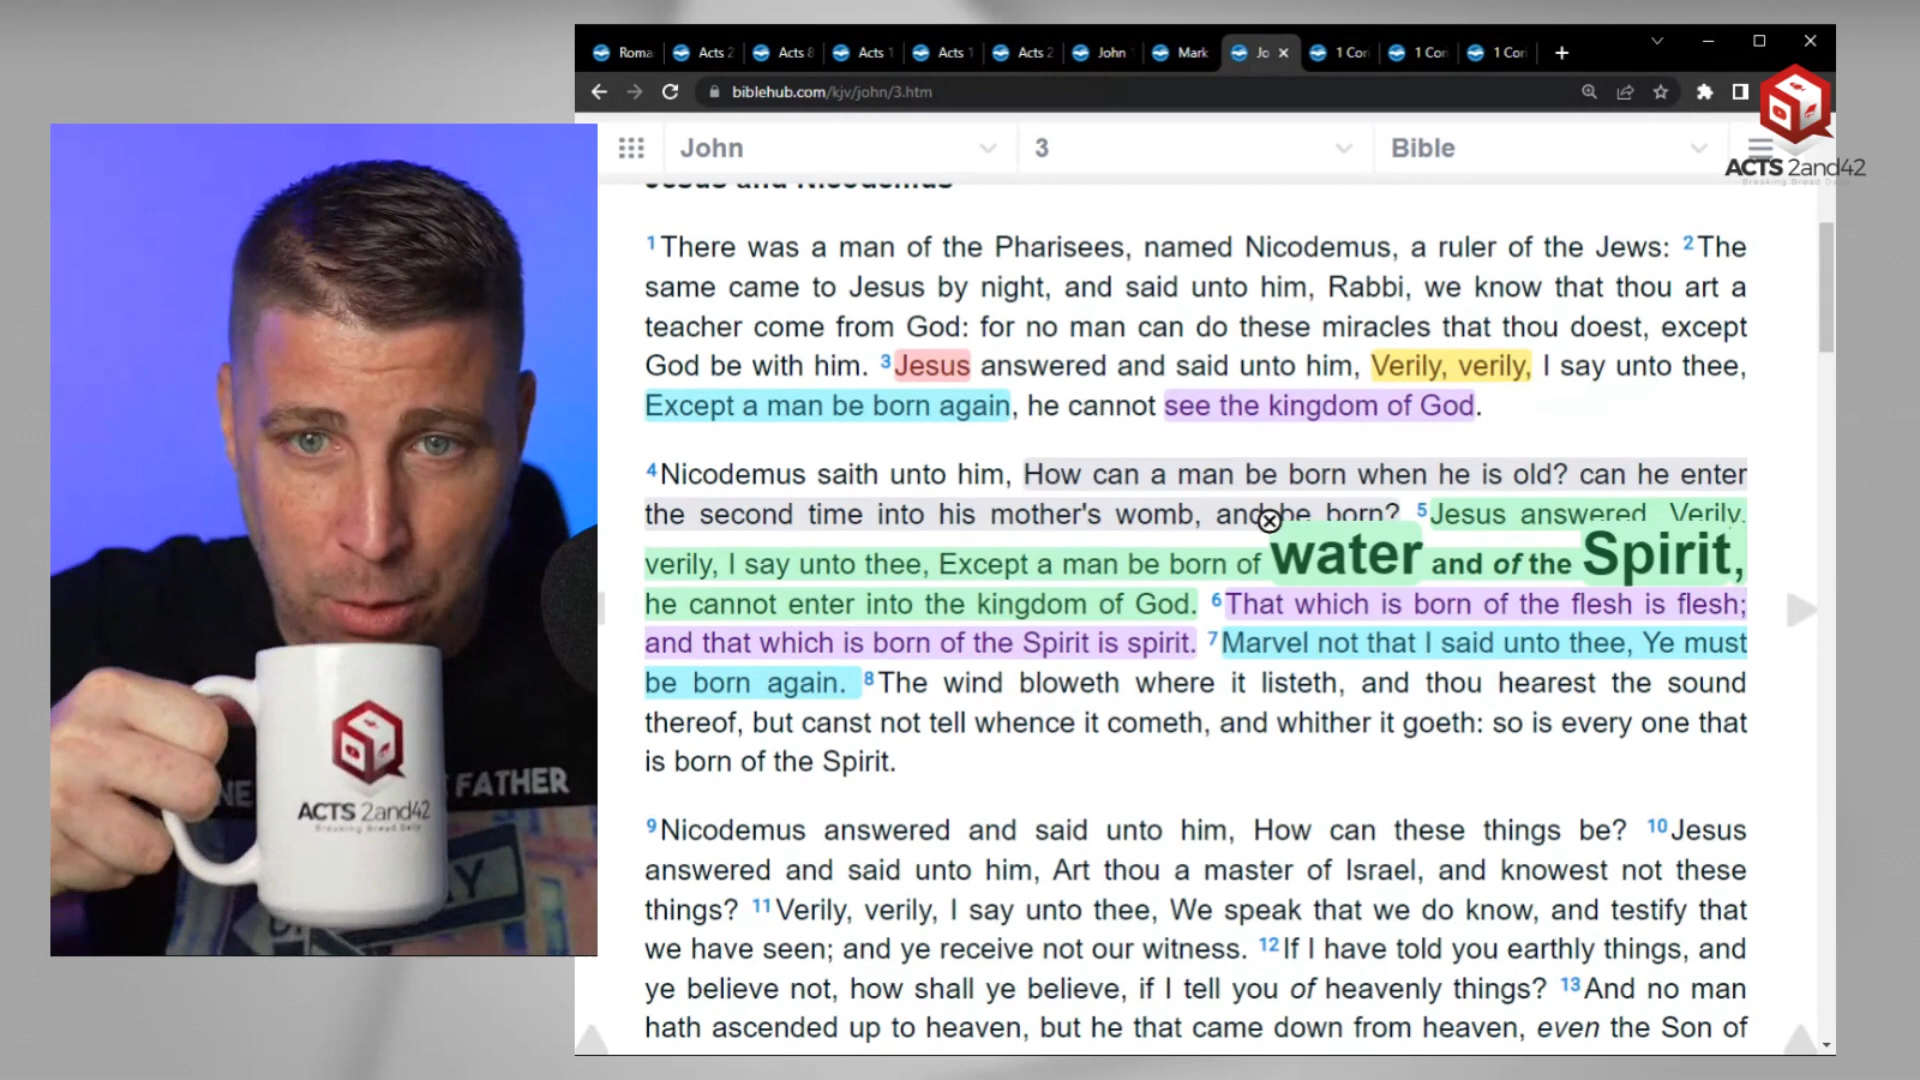 Roma
Acts 2
Acts 8
Acts 1
Acts 1
Acts 2
John
Mark
Jo
1 Cor
1 Cor
1 Cor
biblehub.com/kjv/john/3.htm
John
3
Bible
ACTS 2and42
Breaking Bread Daily
Jesus and Nicodemus
1There was a man of the Pharisees, named Nicodemus, a ruler of the Jews: 2The
same came to Jesus by night, and said unto him, Rabbi, we know that thou art a
teacher come from God: for no man can do these miracles that thou doest, except
God be with him. 3Jesus answered and said unto him, Verily, verily, I say unto thee,
Except a man be born again, he cannot see the kingdom of God.
4Nicodemus saith unto him, How can a man be born when he is old? can he enter
the second time into his mother's womb, and be born? 5Jesus answered, Verily,
verily, I say unto thee, Except a man be born of water and of the Spirit,
he cannot enter into the kingdom of God. 6That which is born of the flesh is flesh;
and that which is born of the Spirit is spirit. 7Marvel not that I said unto thee, Ye must
be born again. 8The wind bloweth where it listeth, and thou hearest the sound
thereof, but canst not tell whence it cometh, and whither it goeth: so is every one that
is born of the Spirit.
9Nicodemus answered and said unto him, How can these things be? 10Jesus
answered and said unto him, Art thou a master of Israel, and knowest not these
things? 11Verily, verily, I say unto thee, We speak that we do know, and testify that
we have seen; and ye receive not our witness. 12If I have told you earthly things, and
ye believe not, how shall ye believe, if I tell you of heavenly things? 13And no man
hath ascended up to heaven, but he that came down from heaven, even the Son of
NE
FATHER
ACTS 2and42
Breaking Bread Daily